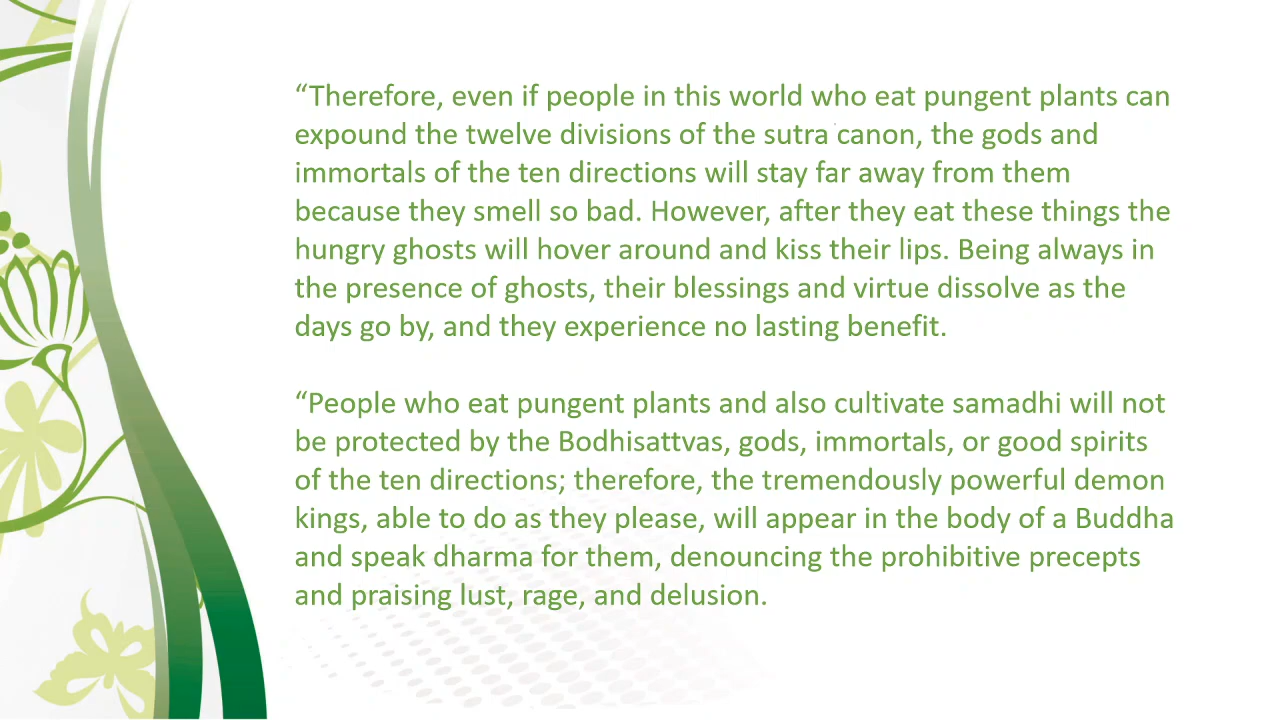 “Therefore, even if people in this world who eat pungent plants can
expound the twelve divisions of the sutra canon, the gods and
immortals of the ten directions will stay far away from them
because they smell so bad. However, after they eat these things the
hungry ghosts will hover around and kiss their lips. Being always in
the presence of ghosts, their blessings and virtue dissolve as the
days go by, and they experience no lasting benefit.
“People who eat pungent plants and also cultivate samadhi will not
be protected by the Bodhisattvas, gods, immortals, or good spirits
of the ten directions; therefore, the tremendously powerful demon
kings, able to do as they please, will appear in the body of a Buddha
and speak dharma for them, denouncing the prohibitive precepts
and praising lust, rage, and delusion.